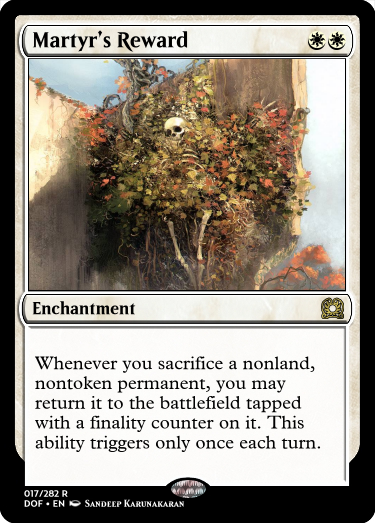 Martyr's Reward
Enchantment
Whenever you sacrifice a nonland,
nontoken permanent, you may
return it to the battlefield tapped
with a finality counter on it. This
ability triggers only once each turn.
017/282 R
DOF • EN Sandeep Karunakaran